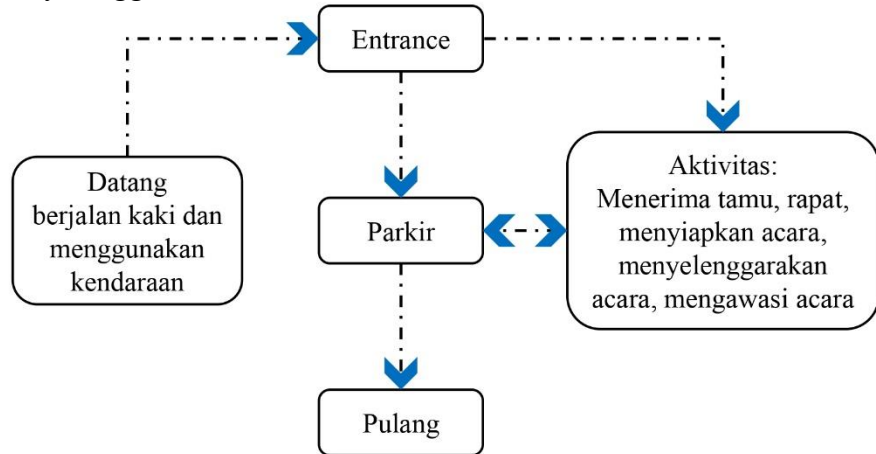 Entrance
Datang
berjalan kaki dan
menggunakan
kendaraan
Parkir
Aktivitas:
Menerima tamu, rapat,
menyiapkan acara,
menyelenggarakan
acara, mengawasi acara
Pulang